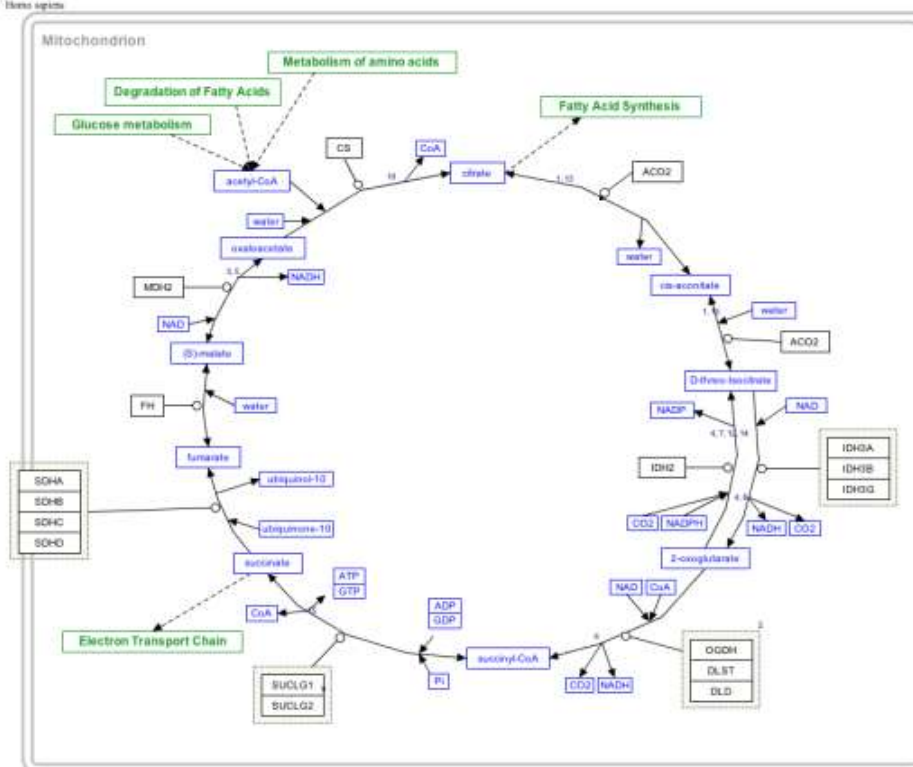 Homo sapiens
Mitochondrion
Metabolism of amino acids
Degradation of Fatty Acids
Glucose metabolism
Fatty Acid Synthesis
CS
CoA
citrate
ACO2
acetyl-CoA
10
1, 13
water
water
oxaloacetate
NADH
MDH2
cis-aconitate
water
NAD
ACO2
(S)-malate
D-threo-Isocitrate
FH
water
NADP
NAD
fumarate
IDH2
IDH3A
IDH3B
IDH3G
SDHA
SDHB
SDHC
SDHD
ubiquinol-10
ubiquinone-10
CO2
NADPH
NADH
CO2
succinate
2-oxoglutarate
ATP
GTP
CoA
NAD
CoA
ADP
GDP
Electron Transport Chain
succinyl-CoA
OGDH
DLST
DLD
SUCLG1
SUCLG2
Pi
CO2
NADH